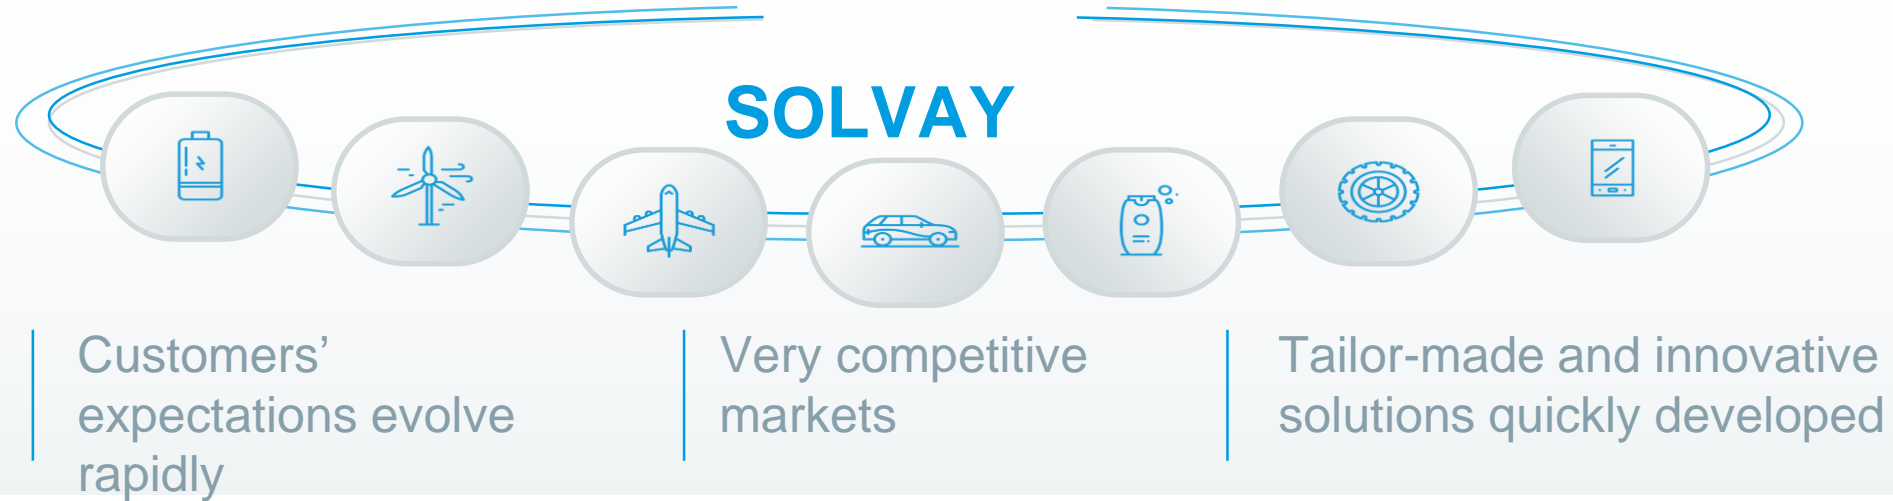 SOLVAY
Customers’
expectations evolve
rapidly
Very competitive
markets
Tailor-made and innovative
solutions quickly developed